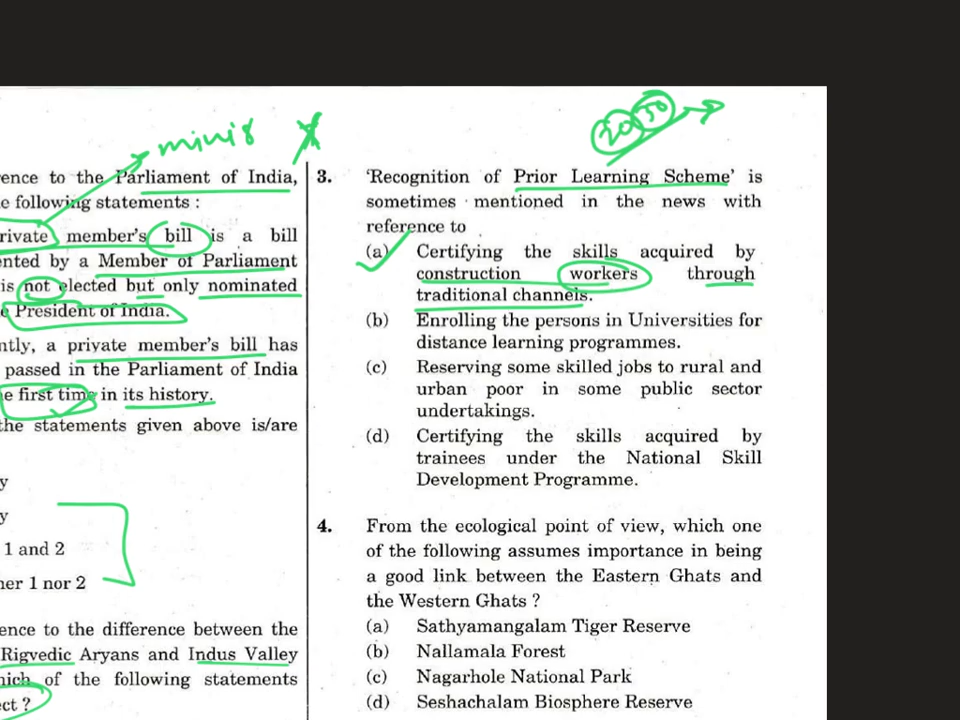 minis
ence to the Parliament of India,
e following statements :
rivate member's bill is a bill
nted by a Member of Parliament
is not elected but only nominated
e President of India.
ntly, a private member's bill has
passed in the Parliament of India
e first time in its history.
the statements given above is/are
y
y
1 and 2
er 1 nor 2
ence to the difference between the
Rigvedic Aryans and Indus Valley
hich of the following statements
ct ?
20 50
3. 'Recognition of Prior Learning Scheme' is
sometimes mentioned in the news with
reference to
(a) Certifying the skills acquired by
construction workers through
traditional channels.
(b) Enrolling the persons in Universities for
distance learning programmes.
(c) Reserving some skilled jobs to rural and
urban poor in some public sector
undertakings.
(d) Certifying the skills acquired by
trainees under the National Skill
Development Programme.
4. From the ecological point of view, which one
of the following assumes importance in being
a good link between the Eastern Ghats and
the Western Ghats ?
(a) Sathyamangalam Tiger Reserve
(b) Nallamala Forest
(c) Nagarhole National Park
(d) Seshachalam Biosphere Reserve